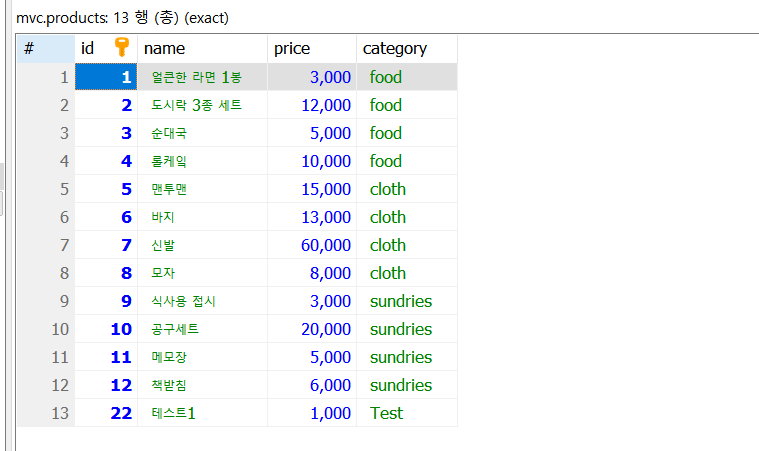 mvc.products: 13 행 (총) (exact)
# id name price category
1 1 얼큰한 라면 1봉 3,000 food
2 2 도시락 3종 세트 12,000 food
3 3 순대국 5,000 food
4 4 롤케잌 10,000 food
5 5 맨투맨 15,000 cloth
6 6 바지 13,000 cloth
7 7 신발 60,000 cloth
8 8 모자 8,000 cloth
9 9 식사용 접시 3,000 sundries
10 10 공구세트 20,000 sundries
11 11 메모장 5,000 sundries
12 12 책받침 6,000 sundries
13 22 테스트1 1,000 Test